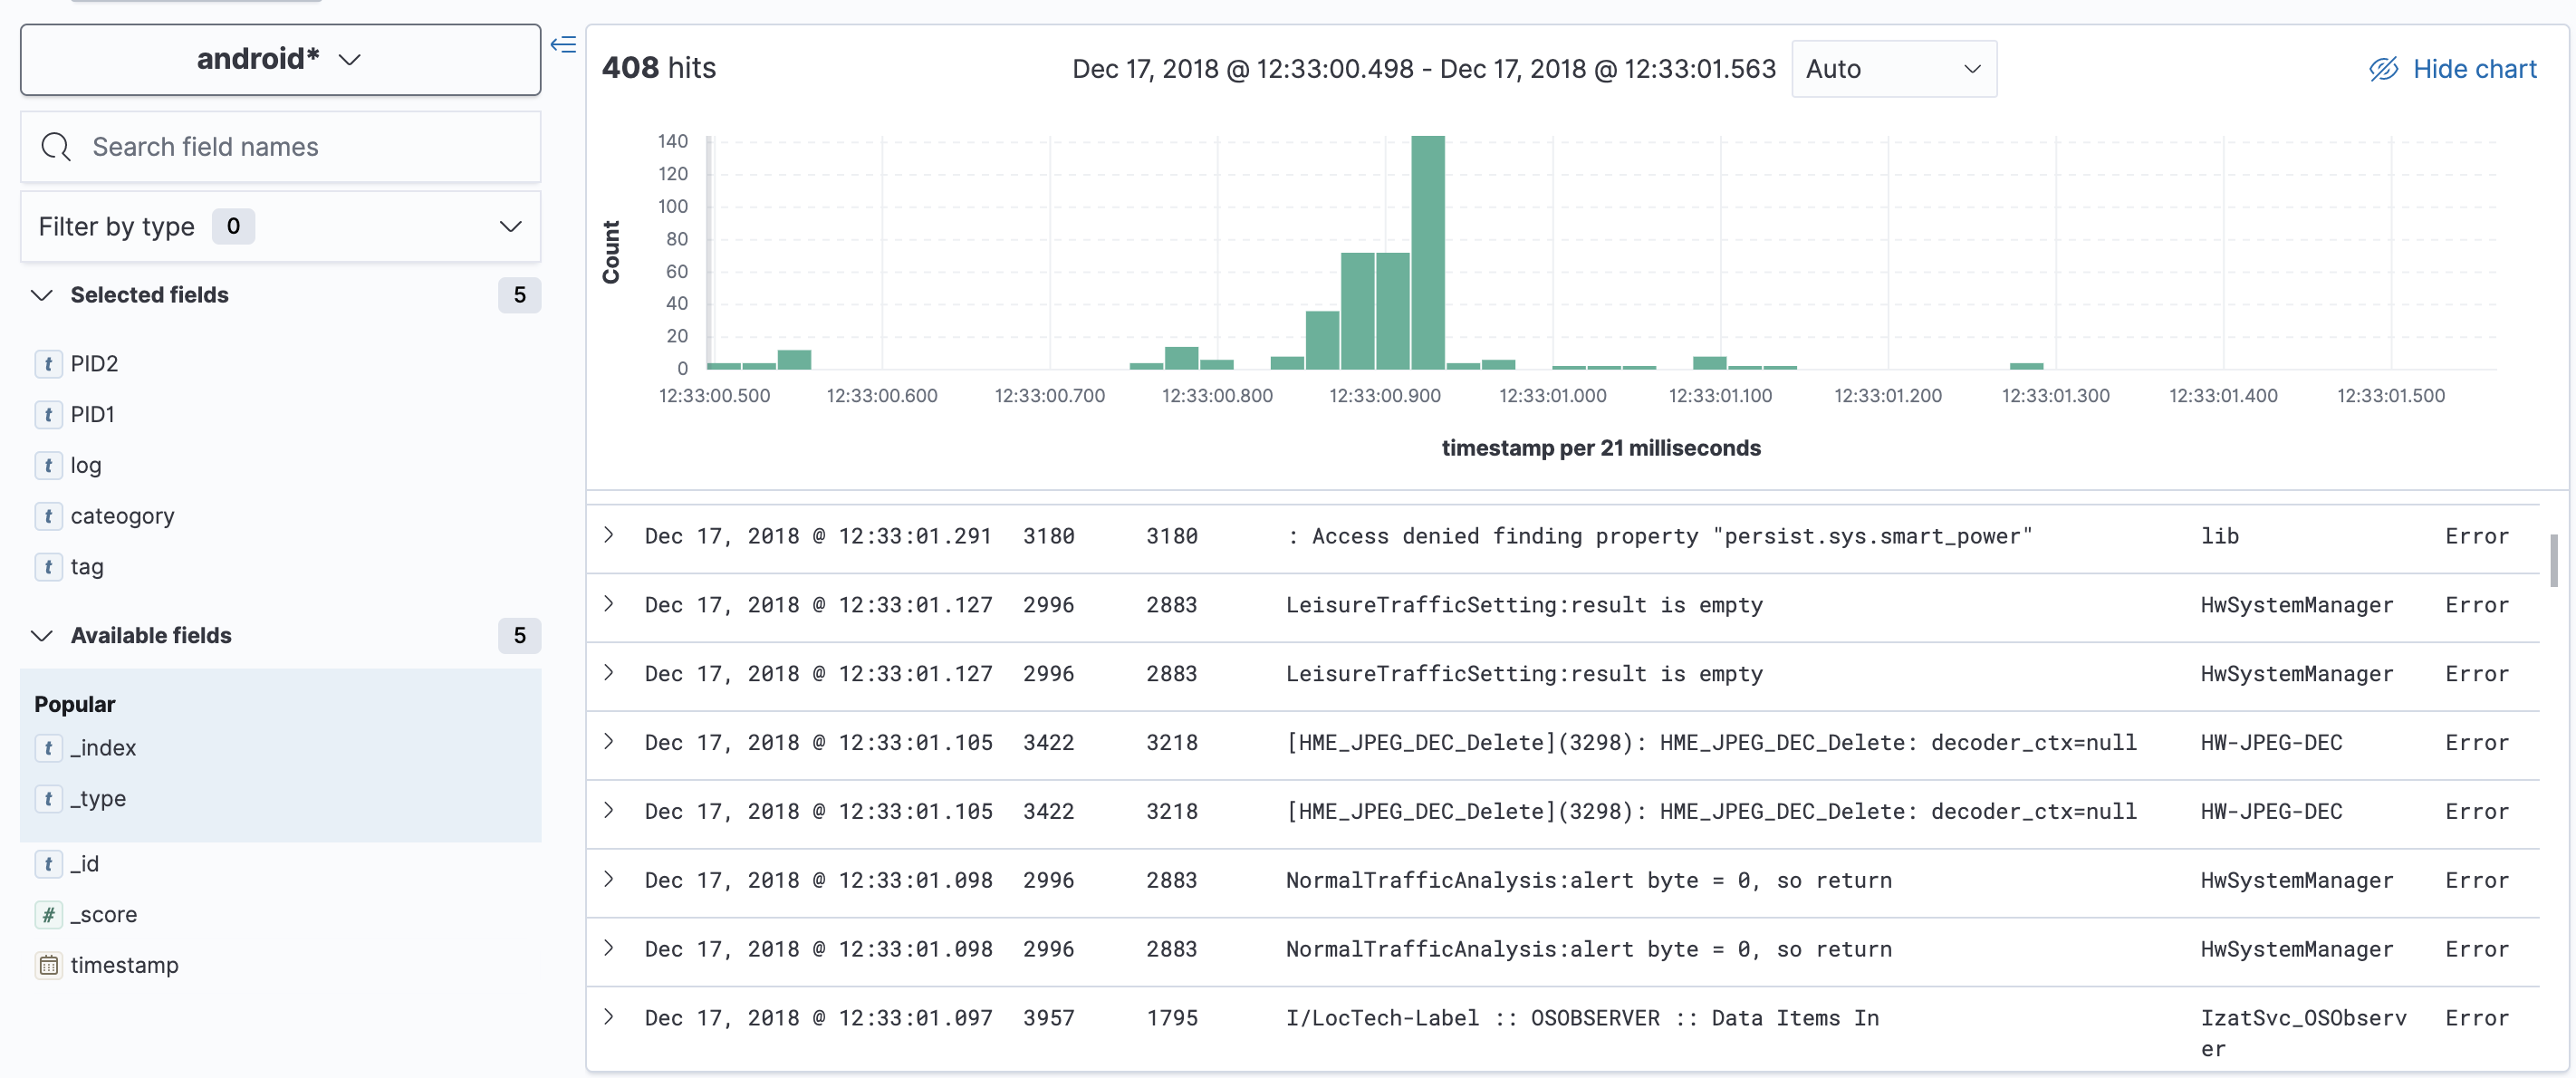 android*
Search field names
Filter by type 0
Selected fields 5
t PID2
t PID1
t log
t cateogory
t tag
Available fields 5
Popular
t _index
t _type
t _id
# _score
timestamp
408 hits
Dec 17, 2018 @ 12:33:00.498 - Dec 17, 2018 @ 12:33:01.563 Auto
Hide chart
Count
140
120
100
80
60
40
20
0
12:33:00.500 12:33:00.600 12:33:00.700 12:33:00.800 12:33:00.900 12:33:01.000 12:33:01.100 12:33:01.200 12:33:01.300 12:33:01.400 12:33:01.500
timestamp per 21 milliseconds
Dec 17, 2018 @ 12:33:01.291 3180 3180 : Access denied finding property "persist.sys.smart_power" lib Error
Dec 17, 2018 @ 12:33:01.127 2996 2883 LeisureTrafficSetting:result is empty HwSystemManager Error
Dec 17, 2018 @ 12:33:01.127 2996 2883 LeisureTrafficSetting:result is empty HwSystemManager Error
Dec 17, 2018 @ 12:33:01.105 3422 3218 [HME_JPEG_DEC_Delete](3298): HME_JPEG_DEC_Delete: decoder_ctx=null HW-JPEG-DEC Error
Dec 17, 2018 @ 12:33:01.105 3422 3218 [HME_JPEG_DEC_Delete](3298): HME_JPEG_DEC_Delete: decoder_ctx=null HW-JPEG-DEC Error
Dec 17, 2018 @ 12:33:01.098 2996 2883 NormalTrafficAnalysis:alert byte = 0, so return HwSystemManager Error
Dec 17, 2018 @ 12:33:01.098 2996 2883 NormalTrafficAnalysis:alert byte = 0, so return HwSystemManager Error
Dec 17, 2018 @ 12:33:01.097 3957 1795 I/LocTech-Label :: OSOBSERVER :: Data Items In IzatSvc_OSObserv Error
er